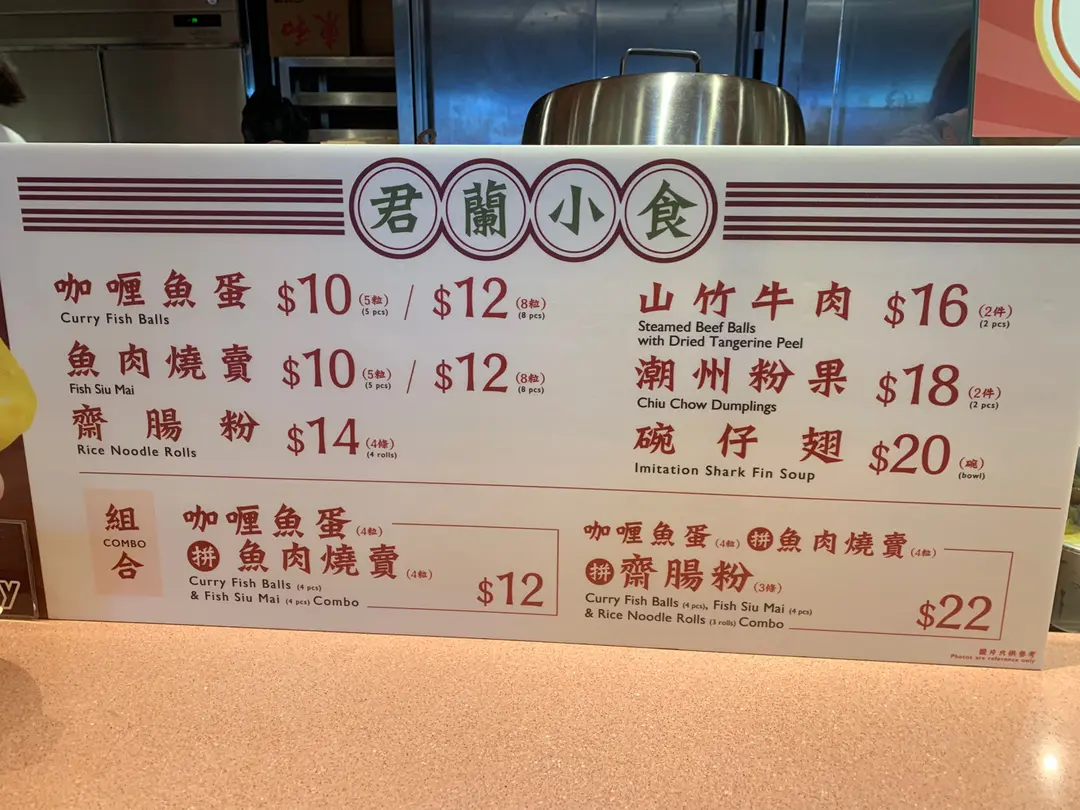 東和
君蘭小食
咖喱魚蛋 $10 (5粒) / $12 (8粒)
Curry Fish Balls (5 pcs) (8 pcs)
魚肉燒賣 $10 (5粒) / $12 (8粒)
Fish Siu Mai (5 pcs) (8 pcs)
齋腸粉 $14 (4條)
Rice Noodle Rolls (4 rolls)
山竹牛肉 $16 (2件)
Steamed Beef Balls (2 pcs)
with Dried Tangerine Peel
潮州粉果 $18 (2件)
Chiu Chow Dumplings (2 pcs)
碗仔翅 $20 (碗)
Imitation Shark Fin Soup (bowl)
組
COMBO
合
咖喱魚蛋 (4粒)
拼 魚肉燒賣 (4粒)
Curry Fish Balls (4 pcs)
& Fish Siu Mai (4 pcs) Combo
$12
咖喱魚蛋 (4粒) 拼 魚肉燒賣 (4粒)
拼 齋腸粉 (3條)
Curry Fish Balls (4 pcs), Fish Siu Mai (4 pcs)
& Rice Noodle Rolls (3 rolls) Combo
$22
圖片只供參考
Photos are reference only
y